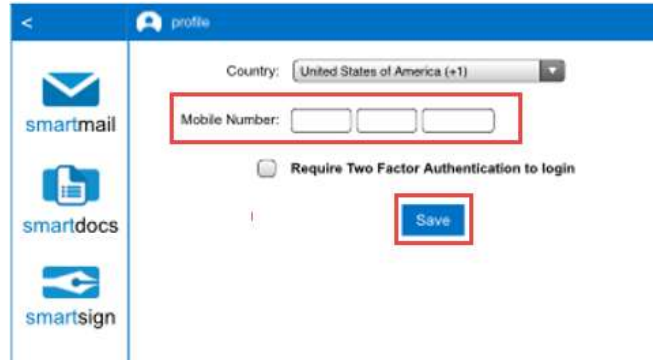 < profile
Country: United States of America (+1)
smartmail
Mobile Number:
Require Two Factor Authentication to login
smartdocs
Save
smartsign